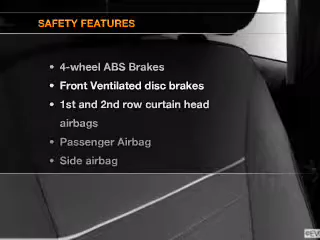 SAFETY FEATURES
• 4-wheel ABS Brakes
• Front Ventilated disc brakes
• 1st and 2nd row curtain head
airbags
• Passenger Airbag
• Side airbag